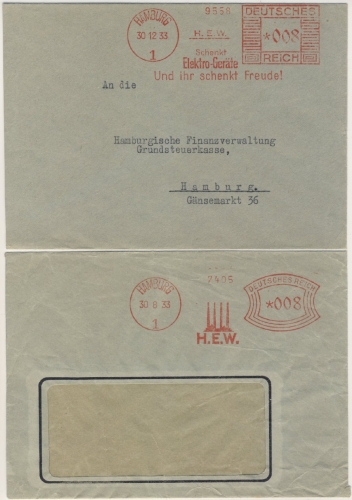 HAMBURG
30.12.33
1
9558
H.E.W.
Schenkt
Elektro-Geräte
Und ihr schenkt Freude!
DEUTSCHES
*008
REICH
An die
Hamburgische Finanzverwaltung
Grundsteuerkasse,
Hamburg.
Gänsemarkt 36
HAMBURG
30.8.33
1
2405
H.E.W.
DEUTSCHES REICH
*008